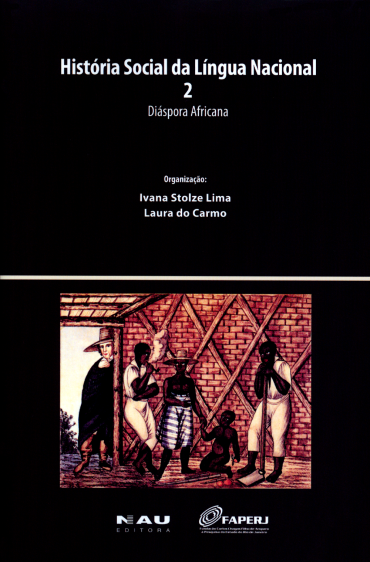 História Social da Língua Nacional
2
Diáspora Africana
Organização:
Ivana Stolze Lima
Laura do Carmo
NAU
EDITORA
FAPERJ